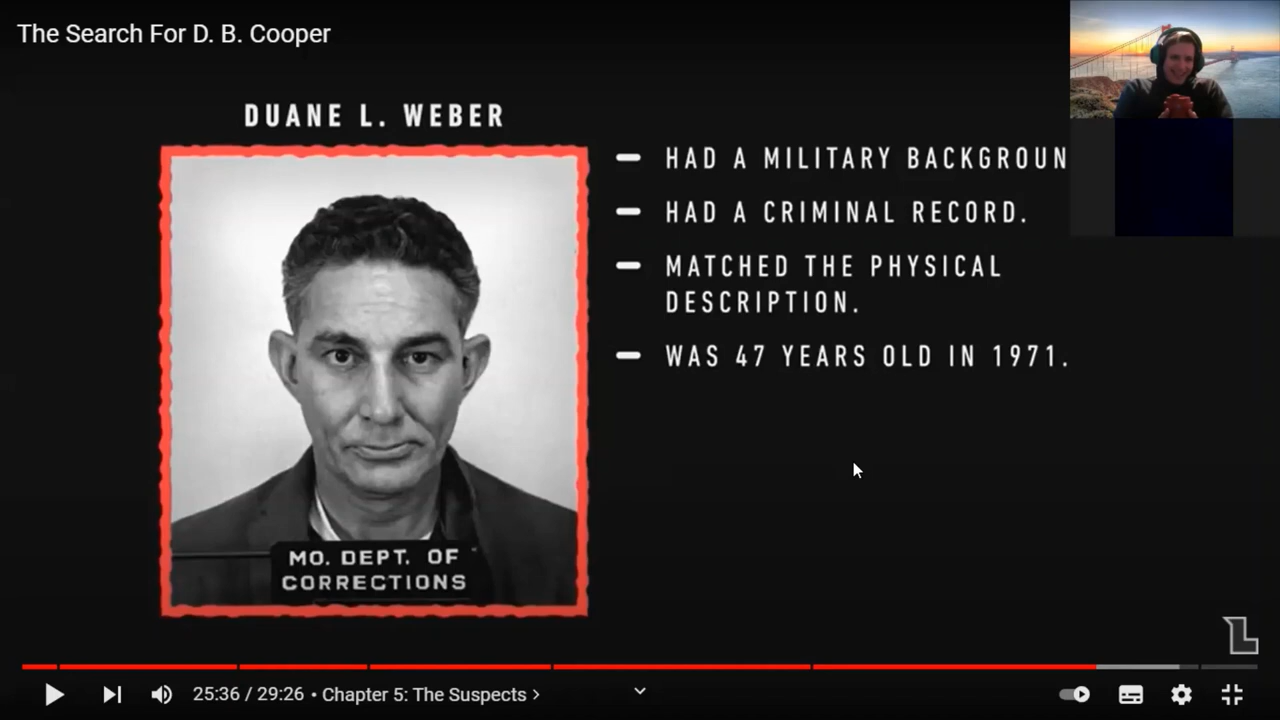 The Search For D. B. Cooper
DUANE L. WEBER
HAD A MILITARY BACKGROUN
HAD A CRIMINAL RECORD.
MATCHED THE PHYSICAL
DESCRIPTION.
WAS 47 YEARS OLD IN 1971.
MO. DEPT. OF
CORRECTIONS
25:36 / 29:26 • Chapter 5: The Suspects